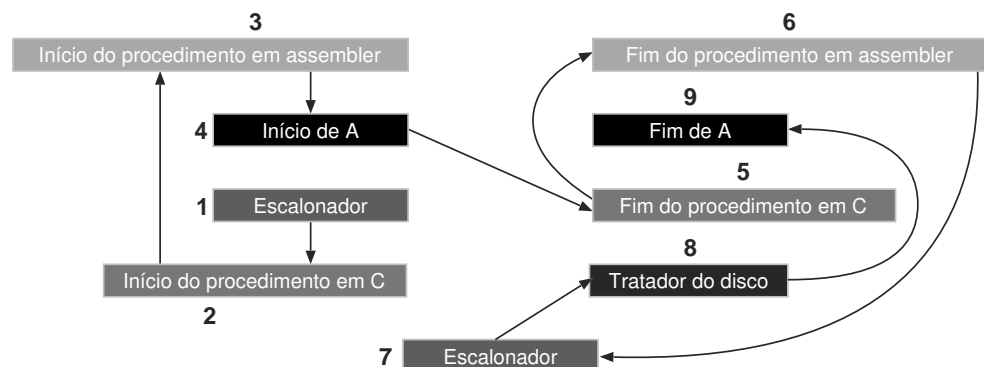 3
Início do procedimento em assembler
6
Fim do procedimento em assembler
4
Início de A
9
Fim de A
1
Escalonador
5
Fim do procedimento em C
Início do procedimento em C
2
8
Tratador do disco
7
Escalonador